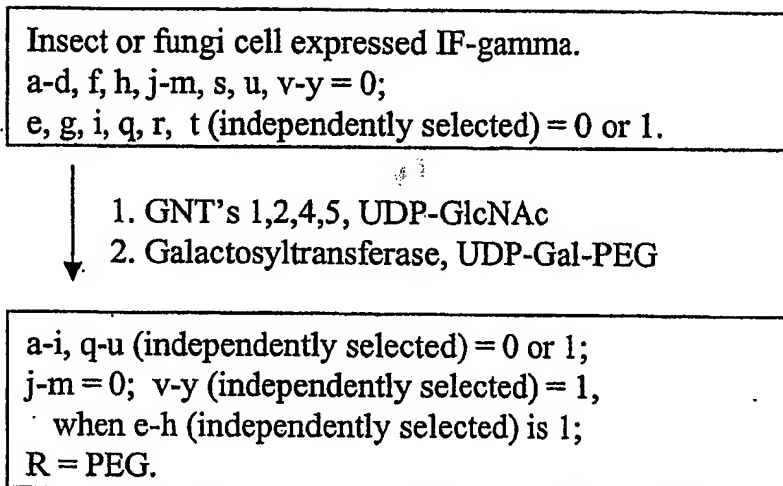 Insect or fungi cell expressed IF-gamma.
a-d, f, h, j-m, s, u, v-y = 0;
e, g, i, q, r, t (independently selected) = 0 or 1.
1. GNT's 1,2,4,5, UDP-GlcNAc
2. Galactosyltransferase, UDP-Gal-PEG
a-i, q-u (independently selected) = 0 or 1;
j-m = 0; v-y (independently selected) = 1,
when e-h (independently selected) is 1;
R = PEG.